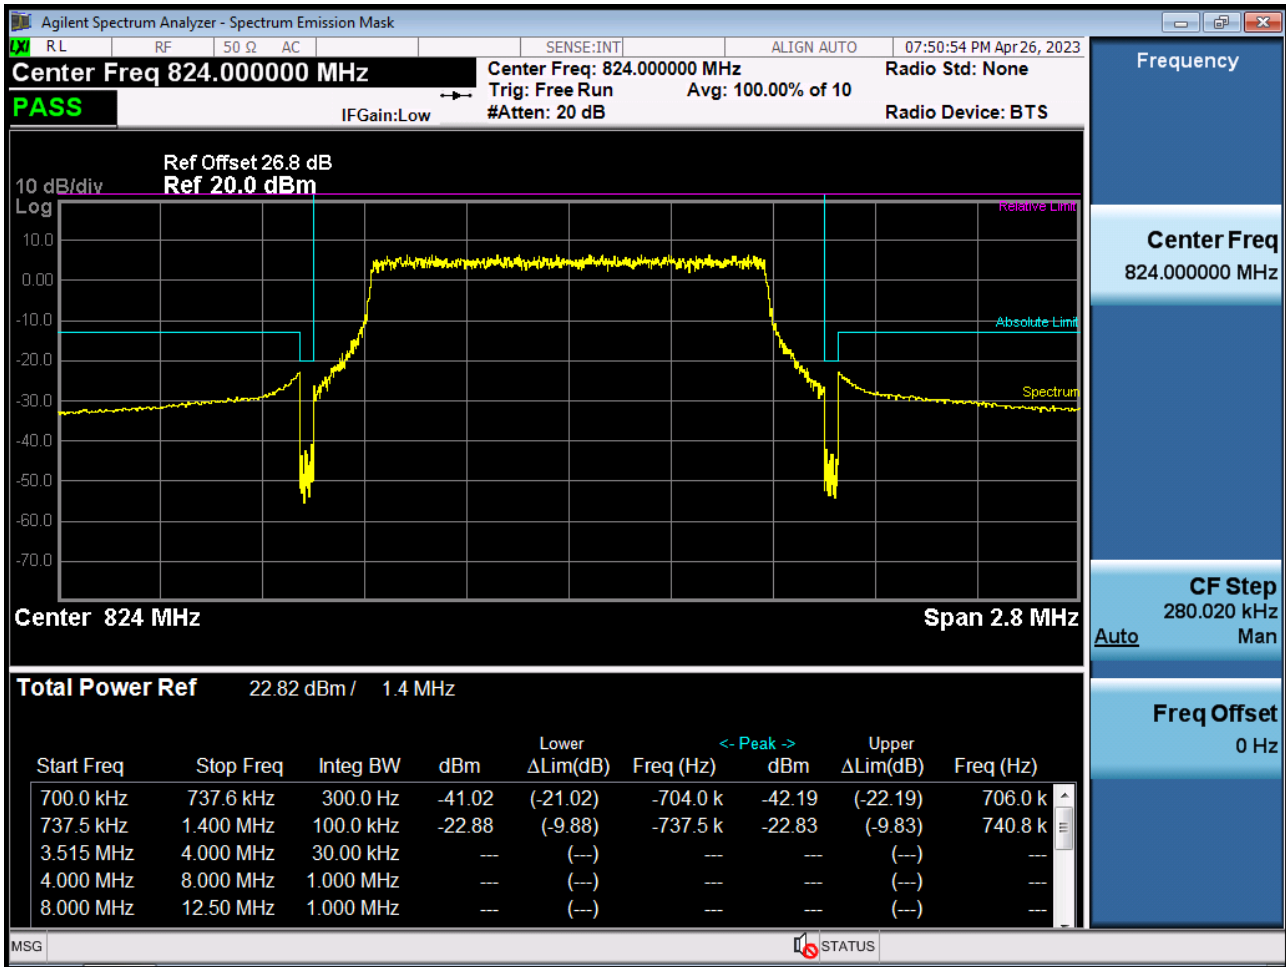 Agilent Spectrum Analyzer - Spectrum Emission Mask
LXI RL RF 50 Ω AC SENSE:INT ALIGN AUTO 07:50:54 PM Apr 26, 2023
Center Freq 824.000000 MHz
PASS
IFGain:Low
Center Freq: 824.000000 MHz
Trig: Free Run Avg: 100.00% of 10
#Atten: 20 dB
Radio Std: None
Radio Device: BTS
Ref Offset 26.8 dB
10 dB/div Ref 20.0 dBm
Log
Relative Limit
10.0
0.00
-10.0
Absolute Limit
-20.0
-30.0
Spectrum
-40.0
-50.0
-60.0
-70.0
Center 824 MHz Span 2.8 MHz
Total Power Ref 22.82 dBm / 1.4 MHz
Lower <- Peak -> Upper
Start Freq Stop Freq Integ BW dBm ΔLim(dB) Freq (Hz) dBm ΔLim(dB) Freq (Hz)
700.0 kHz 737.6 kHz 300.0 Hz -41.02 (-21.02) -704.0 k -42.19 (-22.19) 706.0 k
737.5 kHz 1.400 MHz 100.0 kHz -22.88 (-9.88) -737.5 k -22.83 (-9.83) 740.8 k
3.515 MHz 4.000 MHz 30.00 kHz --- (---) --- --- (---) ---
4.000 MHz 8.000 MHz 1.000 MHz --- (---) --- --- (---) ---
8.000 MHz 12.50 MHz 1.000 MHz --- (---) --- --- (---) ---
MSG STATUS
Frequency
Center Freq
824.000000 MHz
CF Step
280.020 kHz
Auto Man
Freq Offset
0 Hz